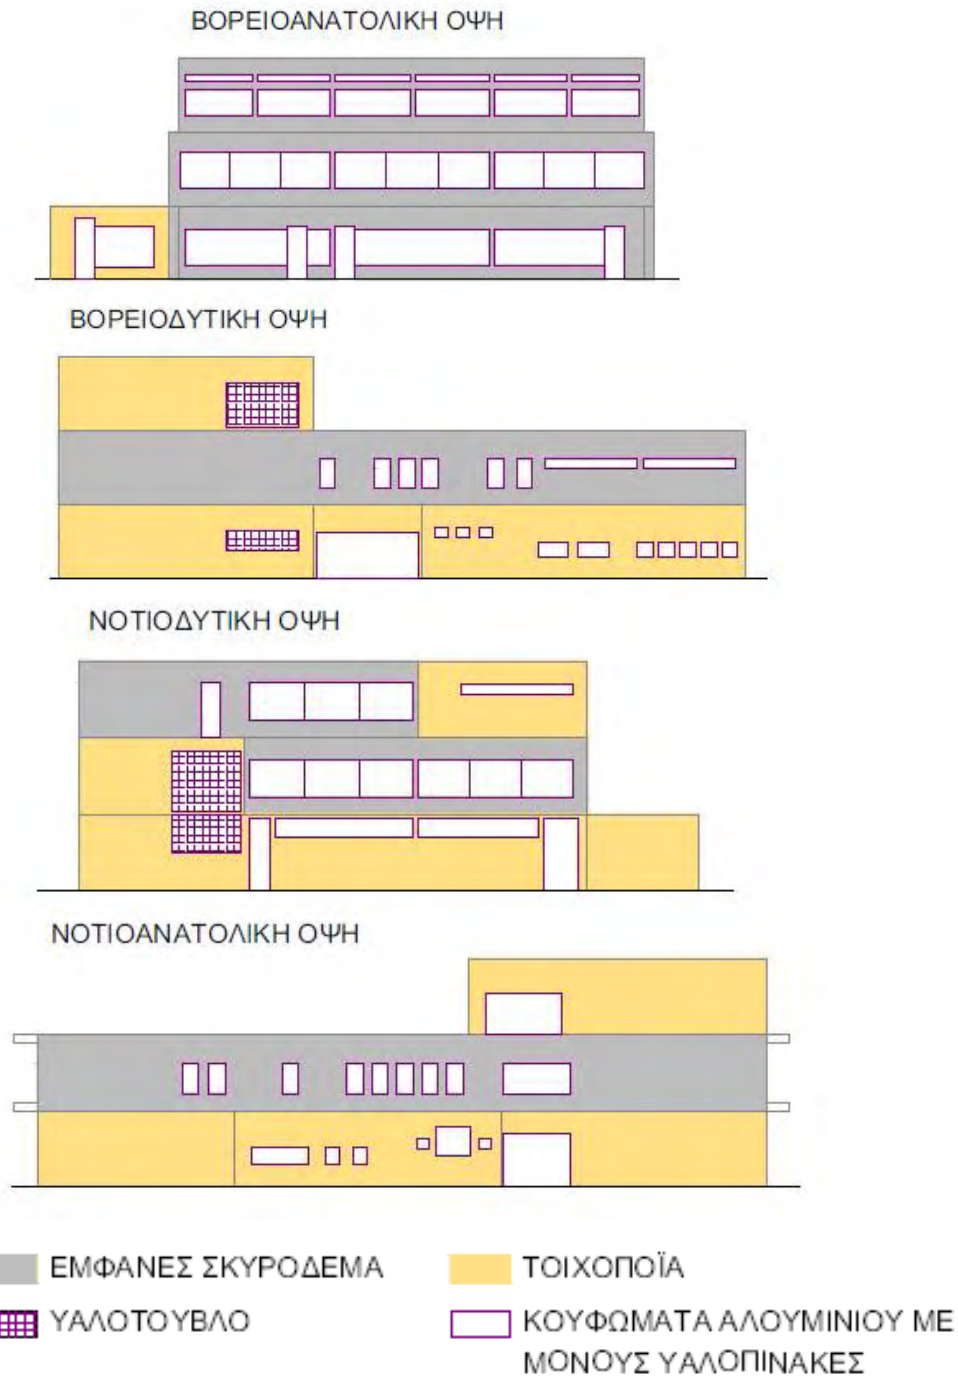 ΒΟΡΕΙΟΑΝΑΤΟΛΙΚΗ ΟΨΗ
ΒΟΡΕΙΟΔΥΤΙΚΗ ΟΨΗ
ΝΟΤΙΟΔΥΤΙΚΗ ΟΨΗ
ΝΟΤΙΟΑΝΑΤΟΛΙΚΗ ΟΨΗ
ΕΜΦΑΝΕΣ ΣΚΥΡΟΔΕΜΑ
ΤΟΙΧΟΠΟΪΑ
ΥΑΛΟΤΟΥΒΛΟ
ΚΟΥΦΩΜΑΤΑ ΑΛΟΥΜΙΝΙΟΥ ΜΕ
ΜΟΝΟΥΣ ΥΑΛΟΠΙΝΑΚΕΣ